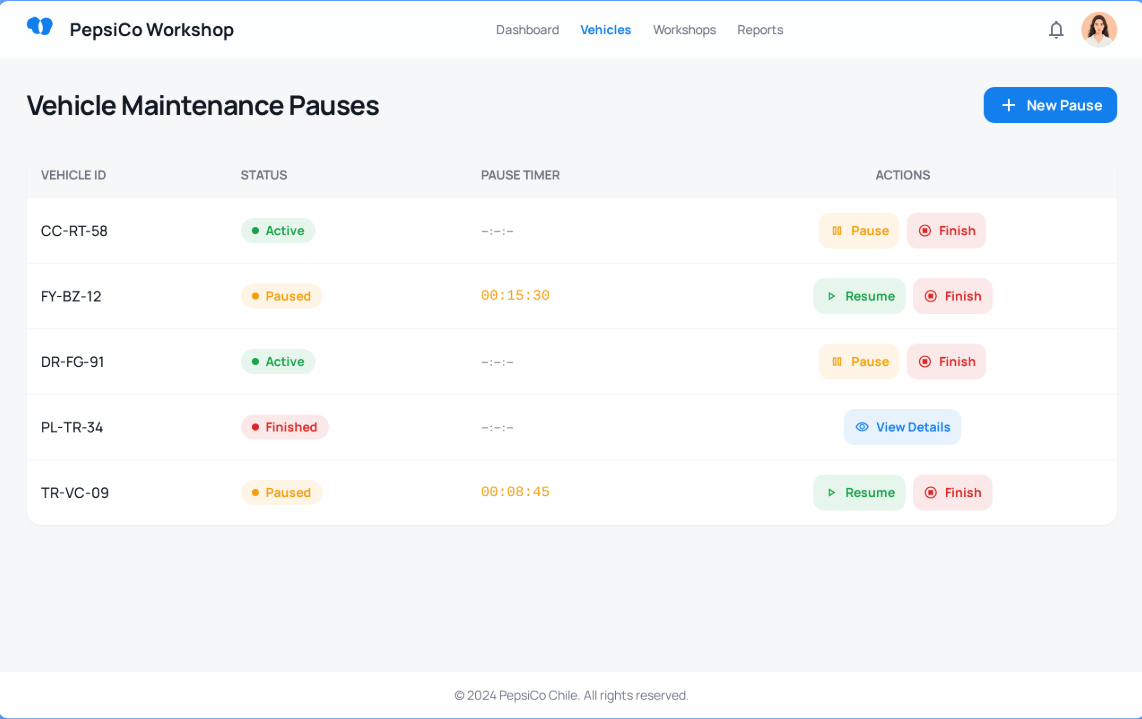 PepsiCo Workshop Dashboard Vehicles Workshops Reports
Vehicle Maintenance Pauses New Pause
VEHICLE ID STATUS PAUSE TIMER ACTIONS
CC-RT-58 Active --:--:-- Pause Finish
FY-BZ-12 Paused 00:15:30 Resume Finish
DR-FG-91 Active --:--:-- Pause Finish
PL-TR-34 Finished --:--:-- View Details
TR-VC-09 Paused 00:08:45 Resume Finish
© 2024 PepsiCo Chile. All rights reserved.